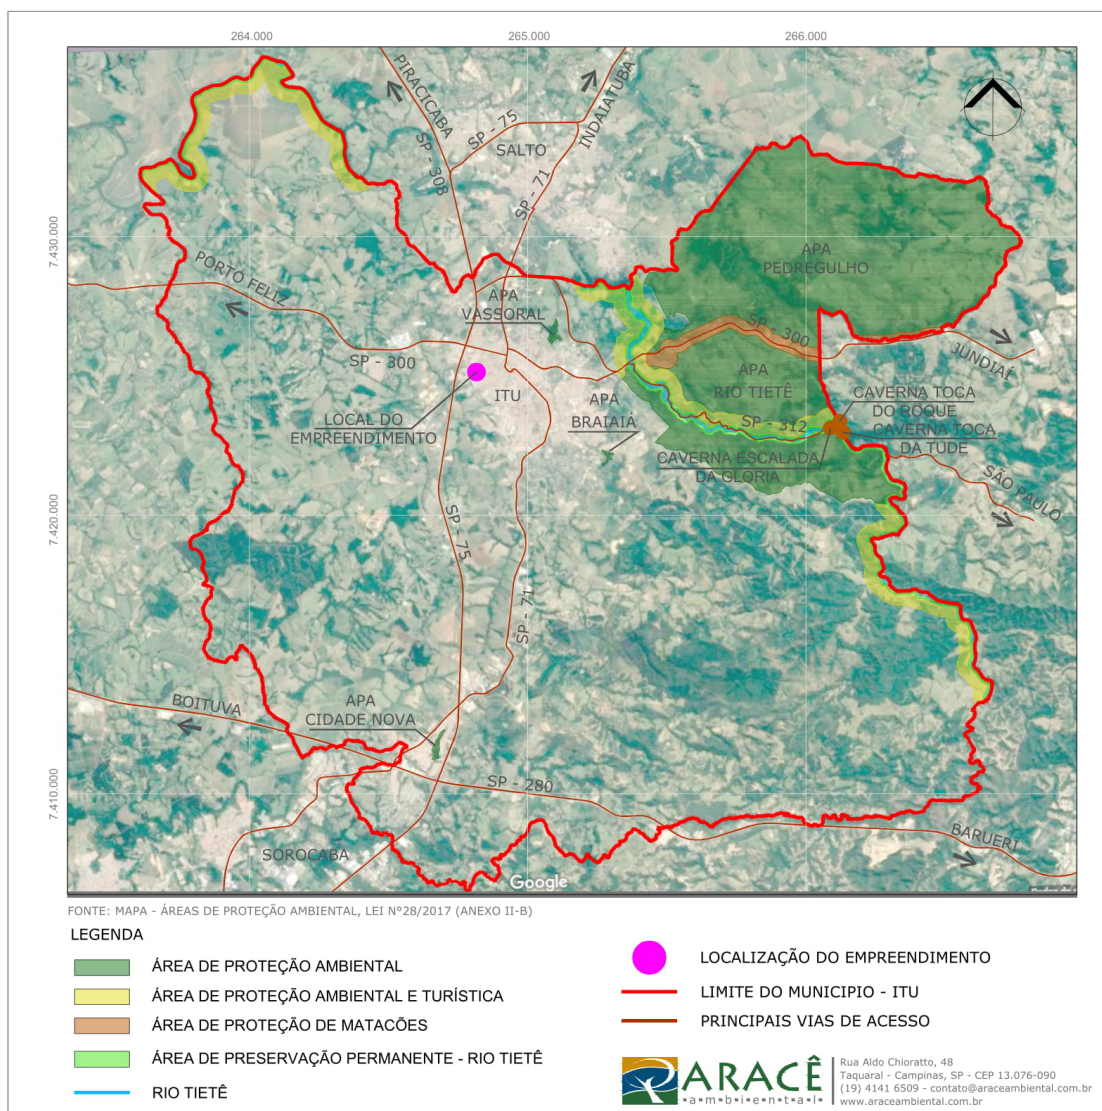 264.000
265.000
266.000
7.430.000
7.420.000
7.410.000
PIRACICABA
SP - 308
SP - 75
SALTO
INDAIATUBA
SP - 71
APA
PEDREGULHO
PORTO FELIZ
APA
VASSORAL
SP - 300
JUNDIAÍ
SP - 300
APA
RIO TIETÊ
ITU
LOCAL DO
EMPREENDIMENTO
APA
BRAIAIÁ
CAVERNA TOCA
DO ROQUE
SP - 312
CAVERNA TOCA
DA TUDE
CAVERNA ESCALADA
DA GLORIA
SÃO PAULO
SP - 75
SP - 71
BOITUVA
APA
CIDADE NOVA
SP - 280
BARUERI
SOROCABA
Google
FONTE: MAPA - ÁREAS DE PROTEÇÃO AMBIENTAL, LEI Nº28/2017 (ANEXO II-B)
LEGENDA
ÁREA DE PROTEÇÃO AMBIENTAL
ÁREA DE PROTEÇÃO AMBIENTAL E TURÍSTICA
ÁREA DE PROTEÇÃO DE MATACÕES
ÁREA DE PRESERVAÇÃO PERMANENTE - RIO TIETÊ
RIO TIETÊ
LOCALIZAÇÃO DO EMPREENDIMENTO
LIMITE DO MUNICIPIO - ITU
PRINCIPAIS VIAS DE ACESSO
ARACÊ
ambiental
Rua Aldo Chioratto, 48
Taquaral - Campinas, SP - CEP 13.076-090
(19) 4141 6509 - contato@araceambiental.com.br
www.araceambiental.com.br